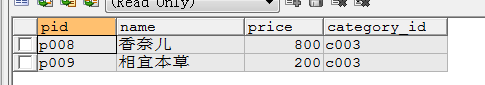 (Read Only)
pid name price category_id
p008 香奈儿 800 c003
p009 相宜本草 200 c003